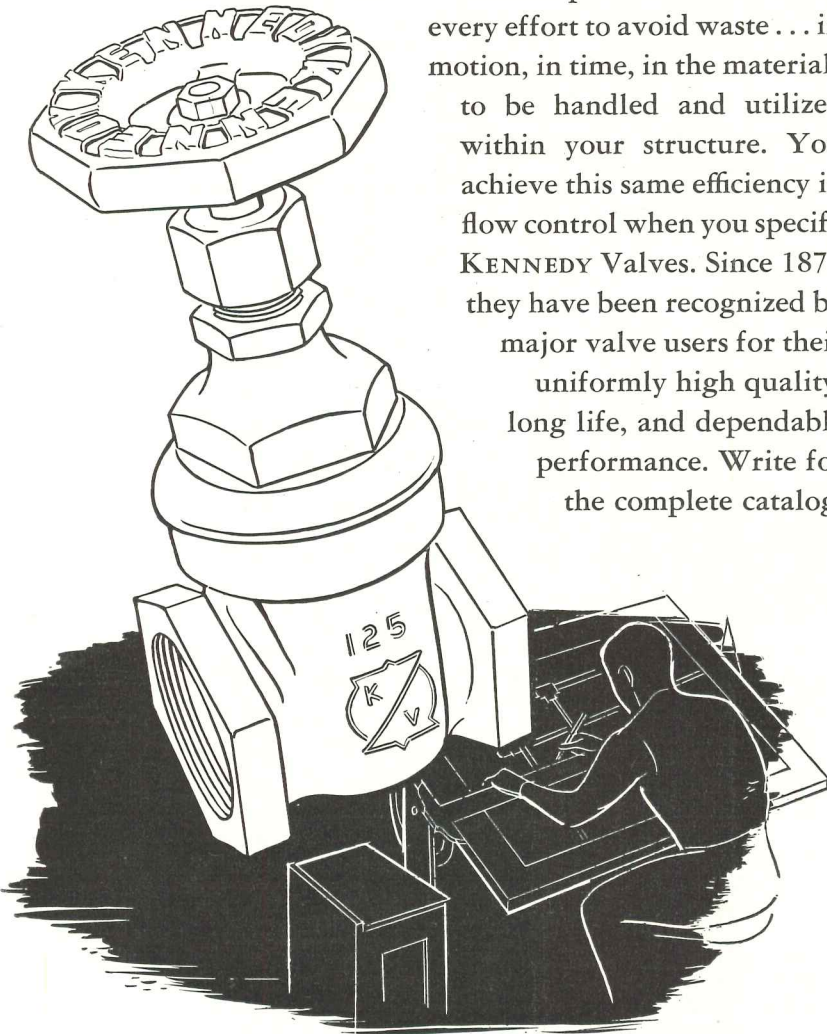 KENNEDY
every effort to avoid waste . . . i
motion, in time, in the material
to be handled and utilize
within your structure. Yo
achieve this same efficiency i
flow control when you specif
KENNEDY Valves. Since 187
they have been recognized b
major valve users for thei
uniformly high quality
long life, and dependabl
performance. Write fo
the complete catalog
125
K
V